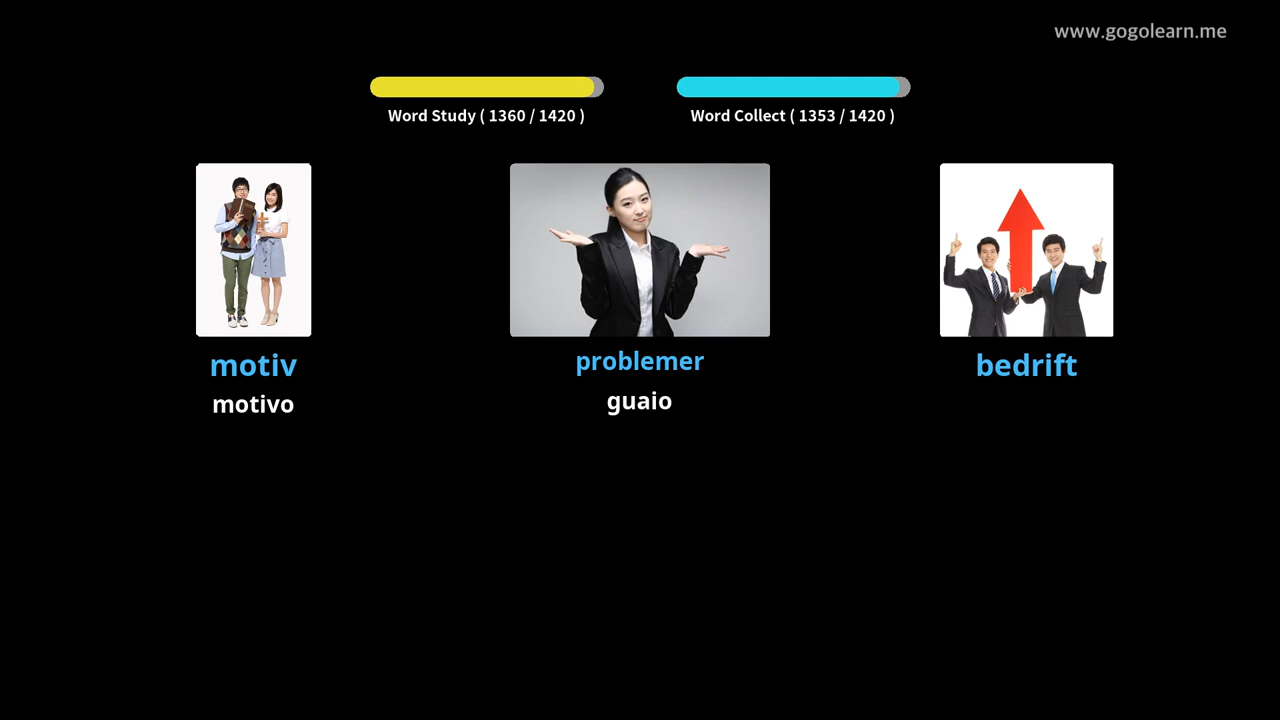 www.gogolearn.me
Word Study ( 1360 / 1420 )
Word Collect ( 1353 / 1420 )
motiv
motivo
problemer
guaio
bedrift